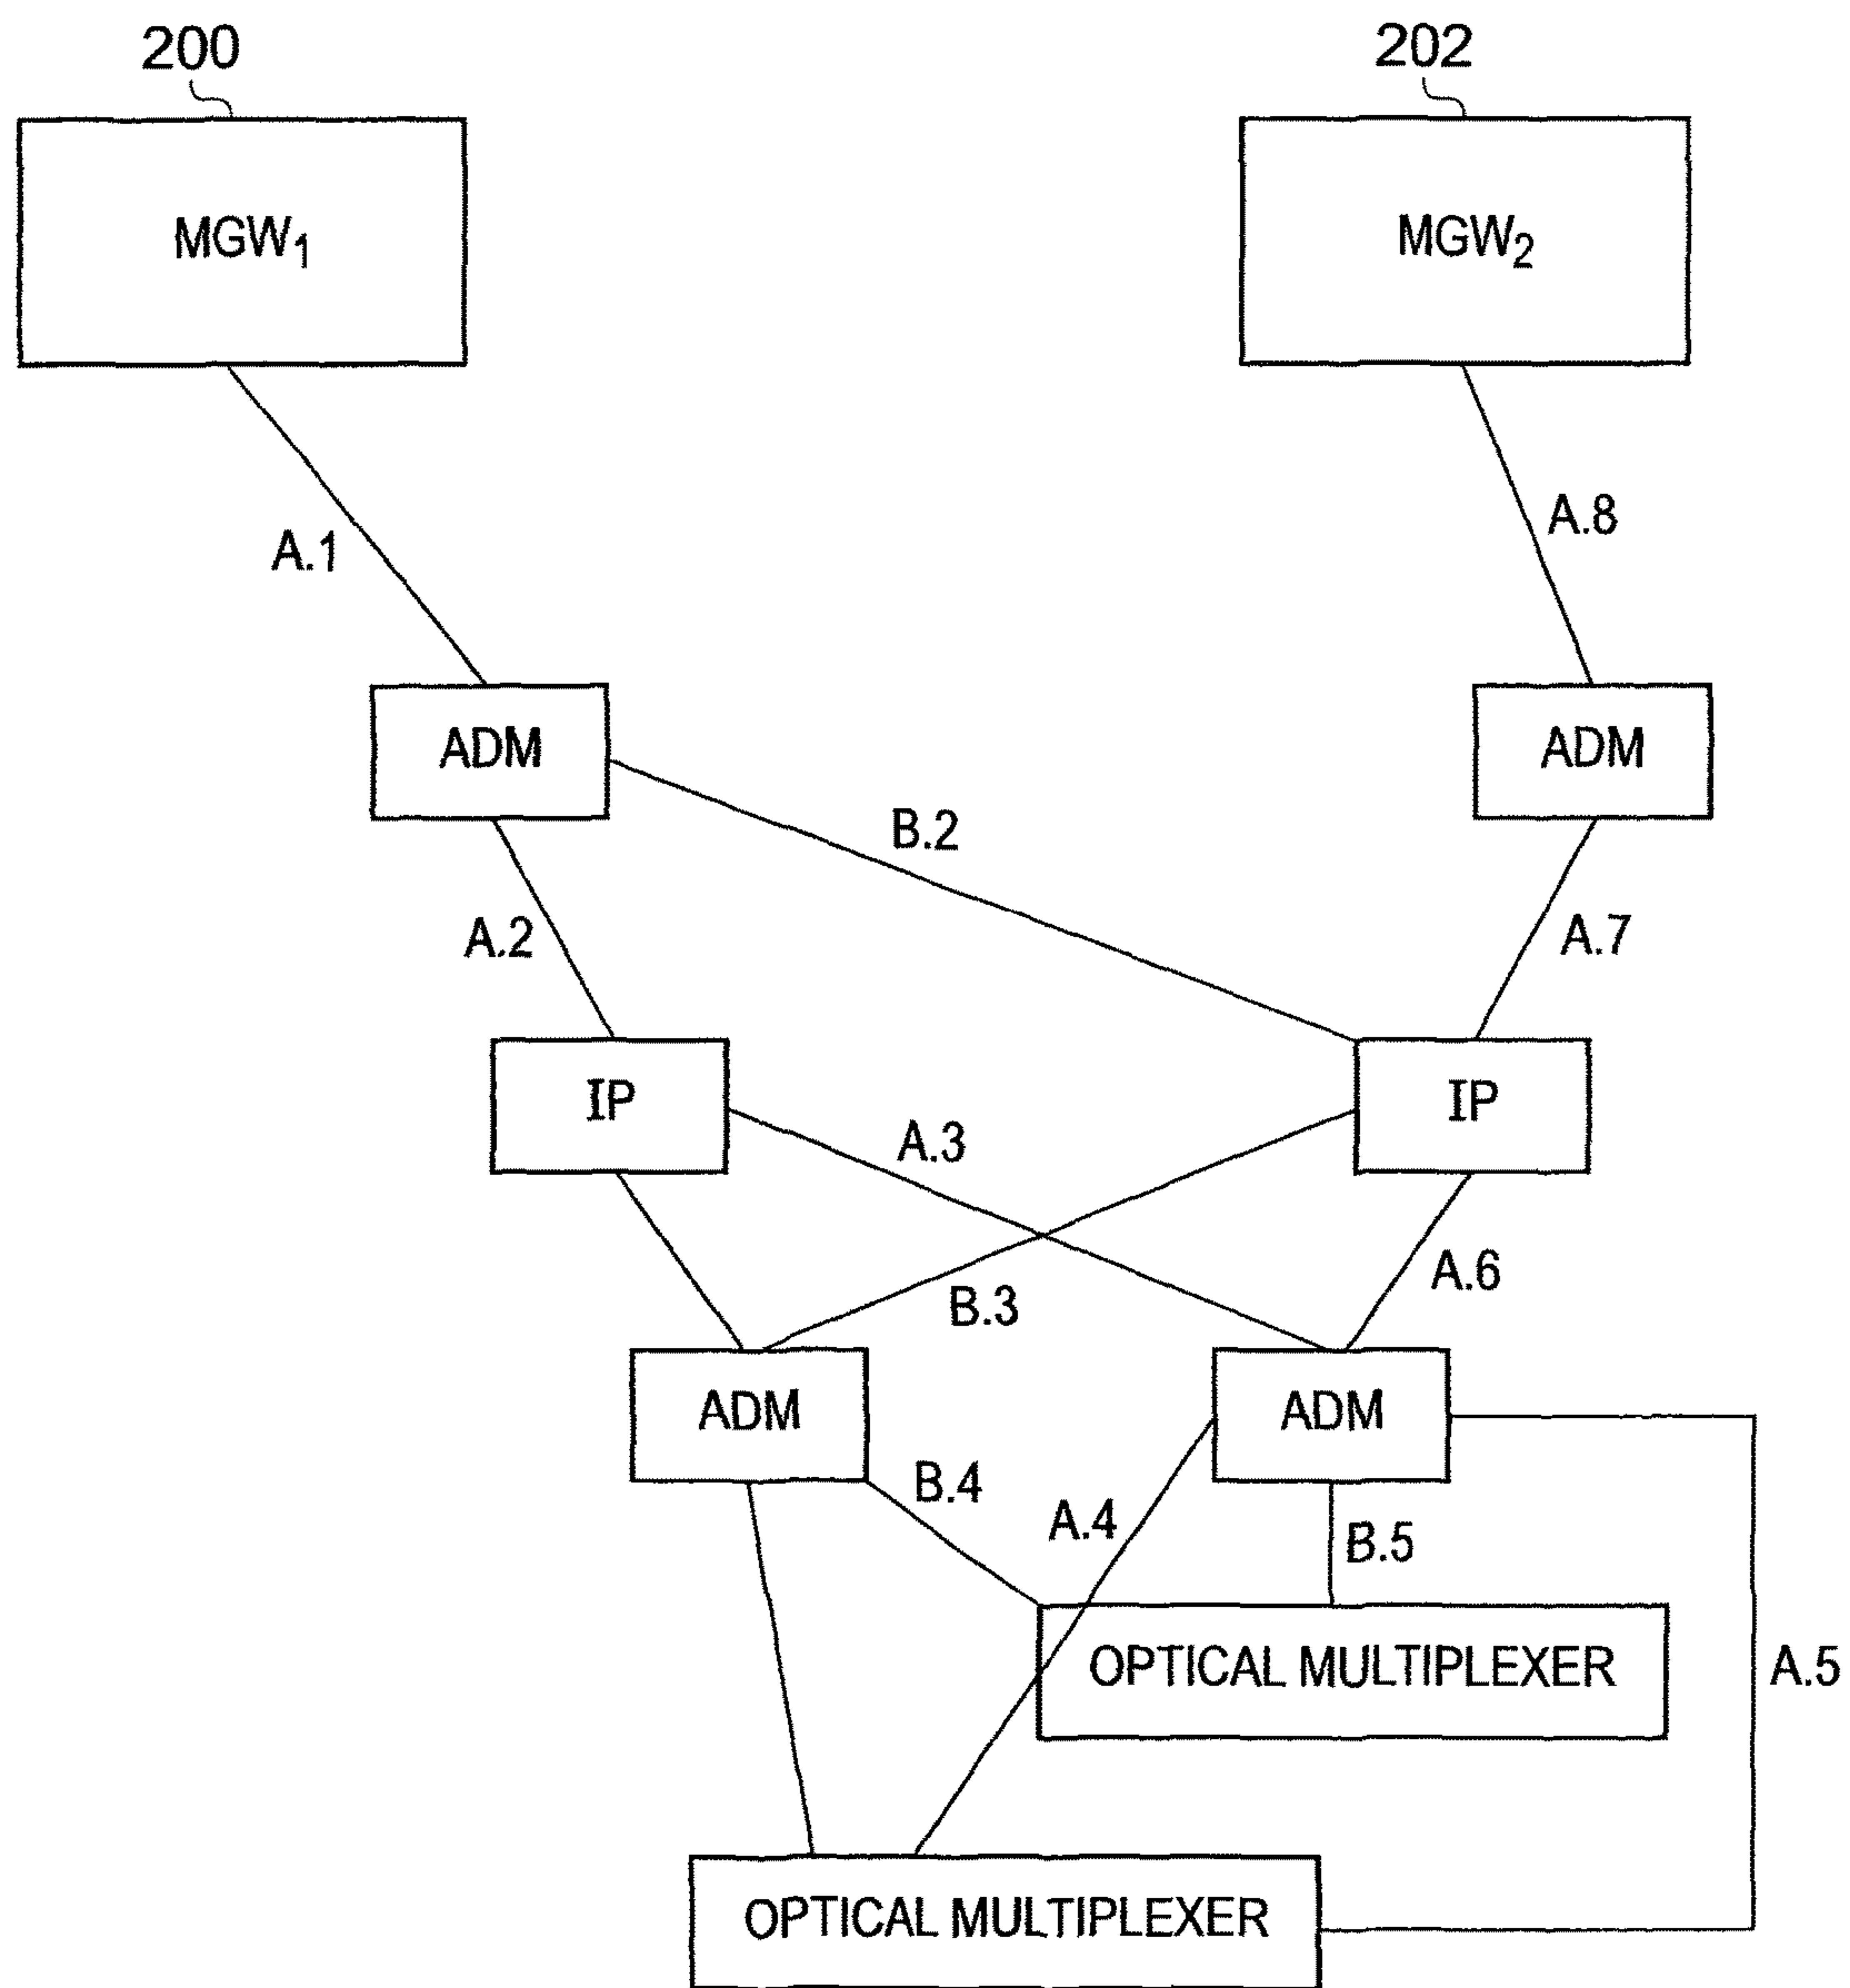 200
202
MGW1
MGW2
A.1
A.8
ADM
ADM
B.2
A.2
A.7
IP
IP
A.3
A.6
B.3
ADM
ADM
B.4
A.4
B.5
OPTICAL MULTIPLEXER
A.5
OPTICAL MULTIPLEXER